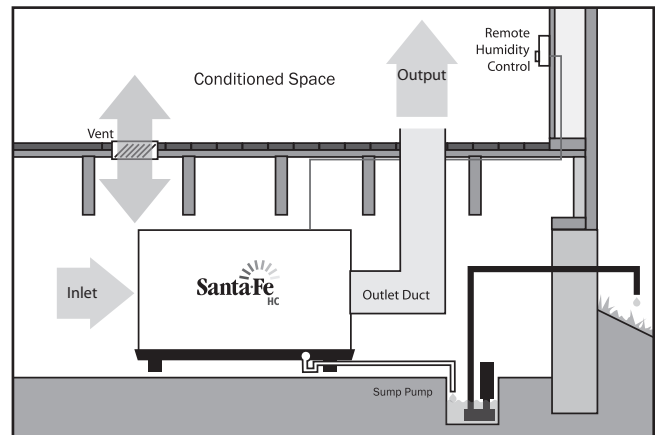 Remote
Humidity
Control
Conditioned Space
Output
Vent
Inlet
Santa·Fe
HC
Outlet Duct
Sump Pump